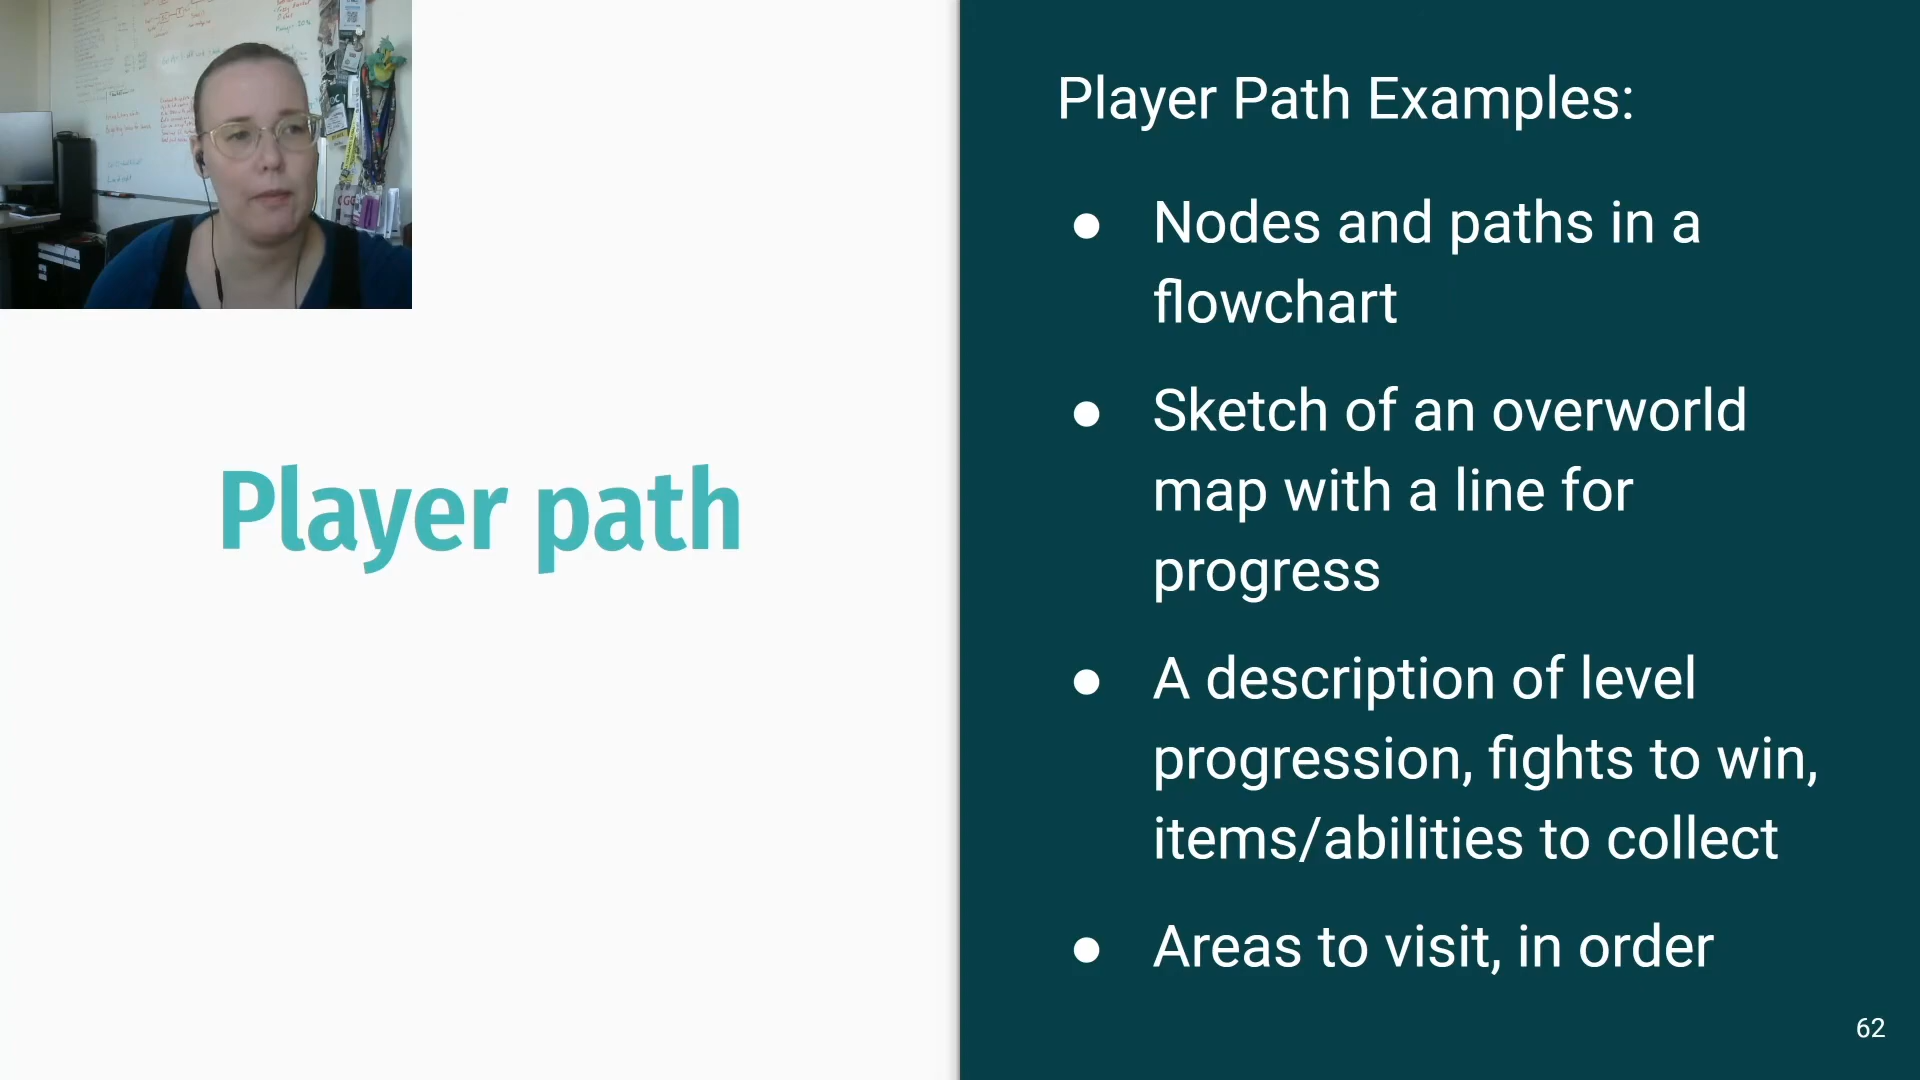 Player path
Player Path Examples:
● Nodes and paths in a
flowchart
● Sketch of an overworld
map with a line for
progress
● A description of level
progression, fights to win,
items/abilities to collect
● Areas to visit, in order
62